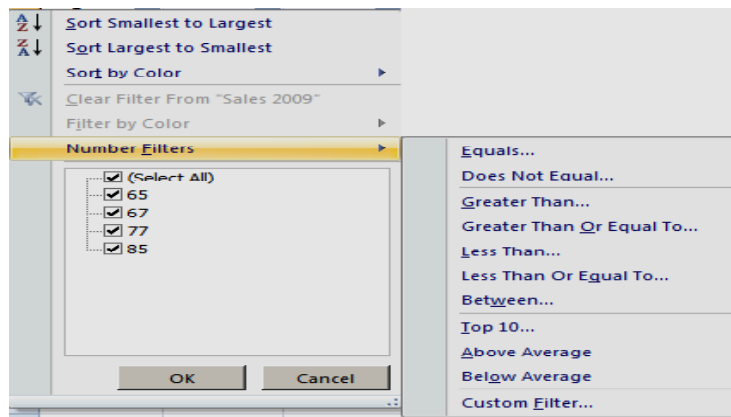 Sort Smallest to Largest
Sort Largest to Smallest
Sort by Color
Clear Filter From "Sales 2009"
Filter by Color
Number Filters
(Select All)
65
67
77
85
OK Cancel
Equals...
Does Not Equal...
Greater Than...
Greater Than Or Equal To...
Less Than...
Less Than Or Equal To...
Between...
Top 10...
Above Average
Below Average
Custom Filter...